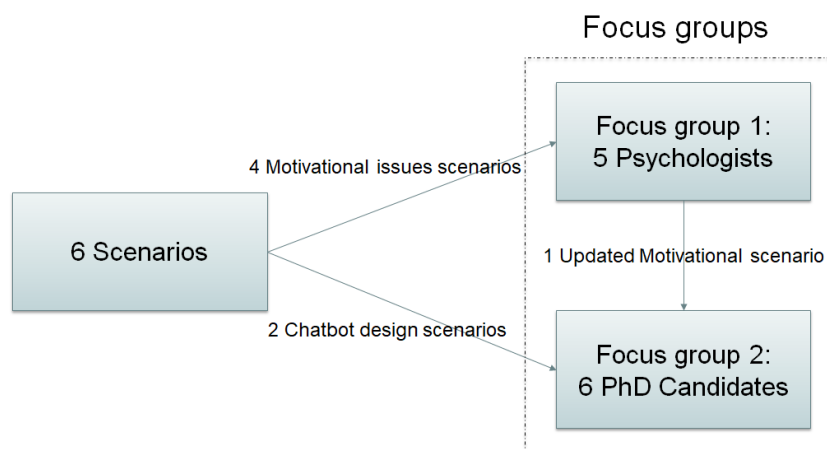 Focus groups
Focus group 1:
5 Psychologists
4 Motivational issues scenarios
6 Scenarios
1 Updated Motivational scenario
2 Chatbot design scenarios
Focus group 2:
6 PhD Candidates